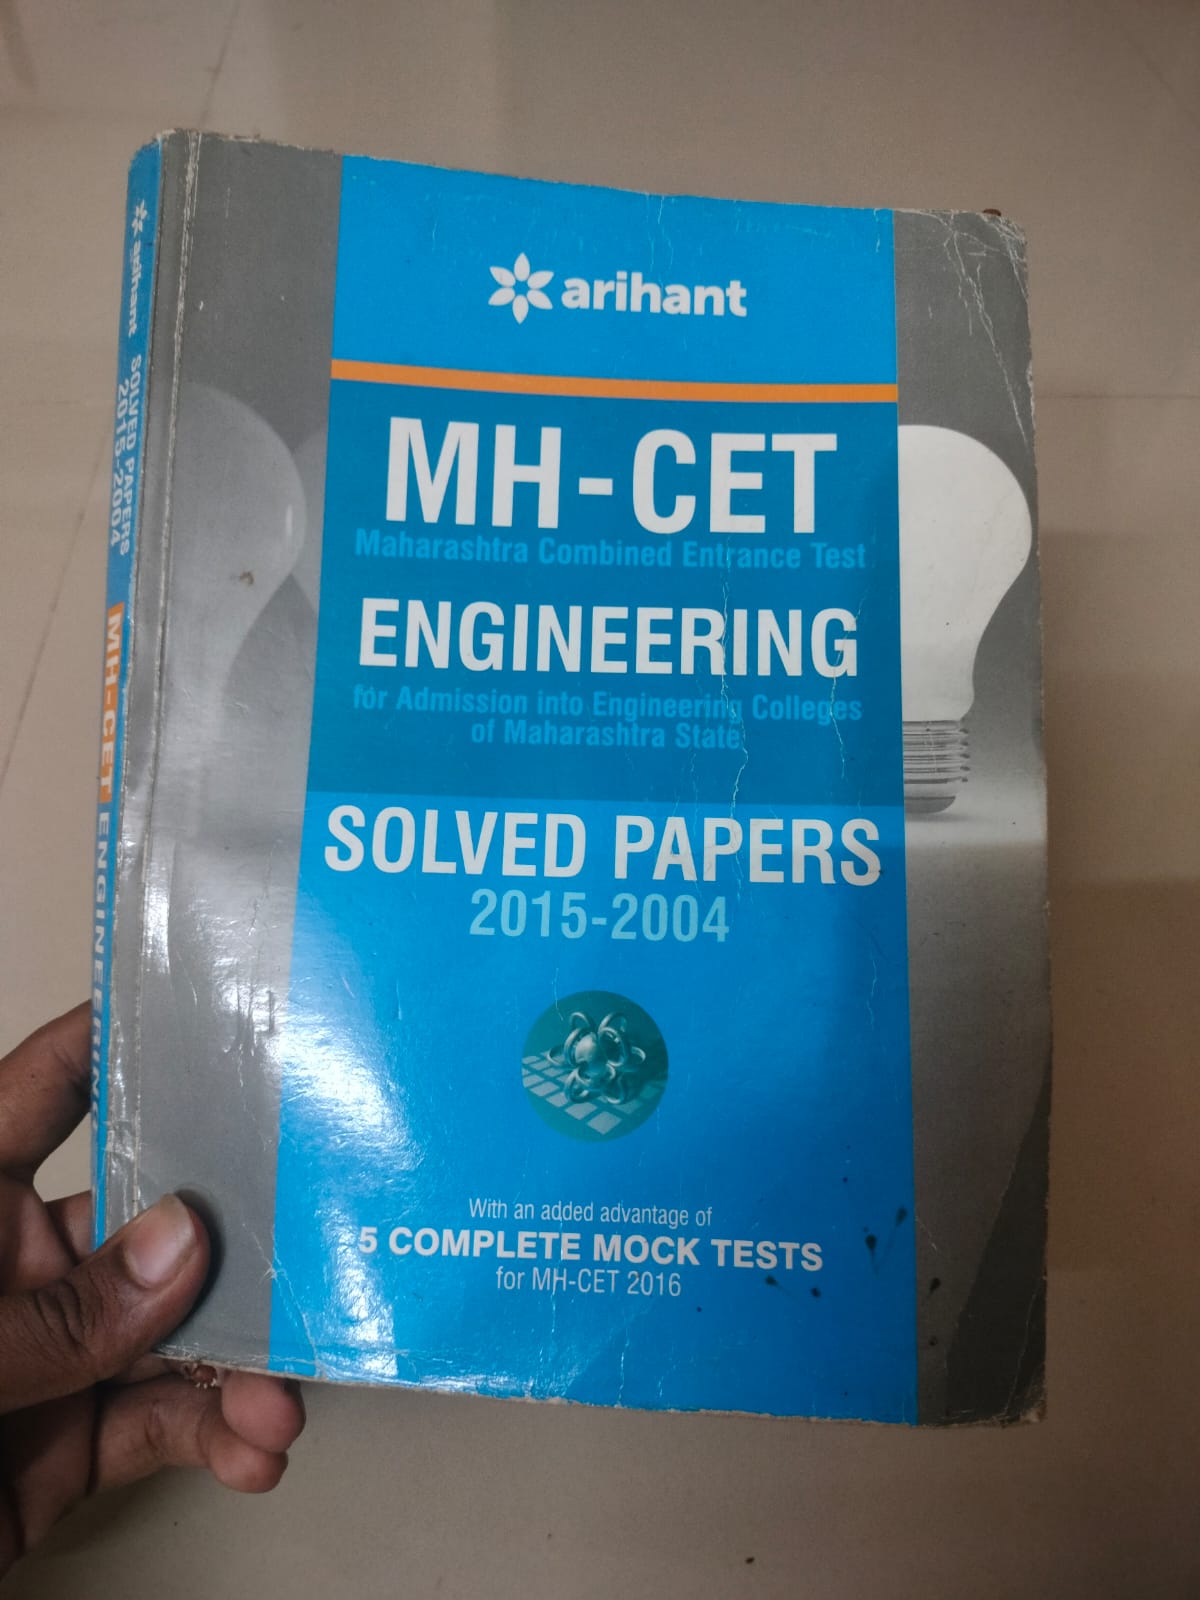 arihant
MH-CET
Maharashtra Combined Entrance Test
ENGINEERING
for Admission into Engineering Colleges
of Maharashtra State
SOLVED PAPERS
2015-2004
With an added advantage of
5 COMPLETE MOCK TESTS
for MH-CET 2016
arihant
SOLVED PAPERS
2015-2004
MH-CET ENGINEERING